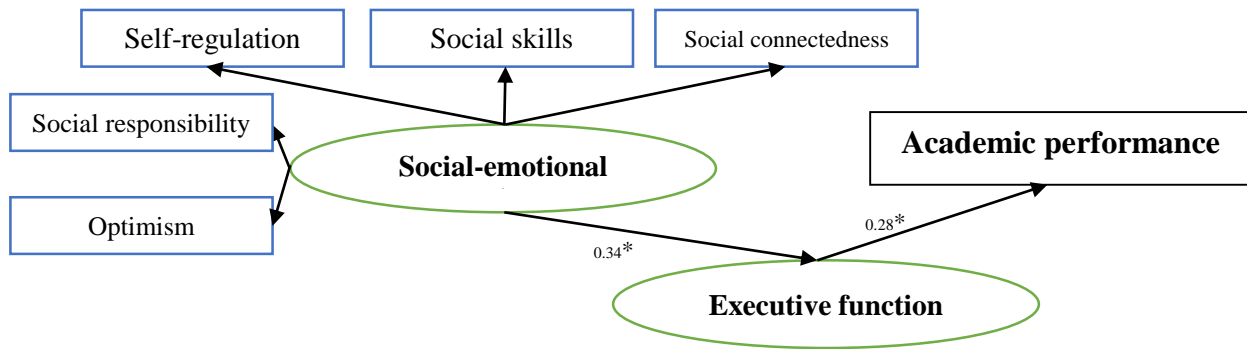 Self-regulation
Social skills
Social connectedness
Social responsibility
Academic performance
Social-emotional
Optimism
0.28*
0.34*
Executive function